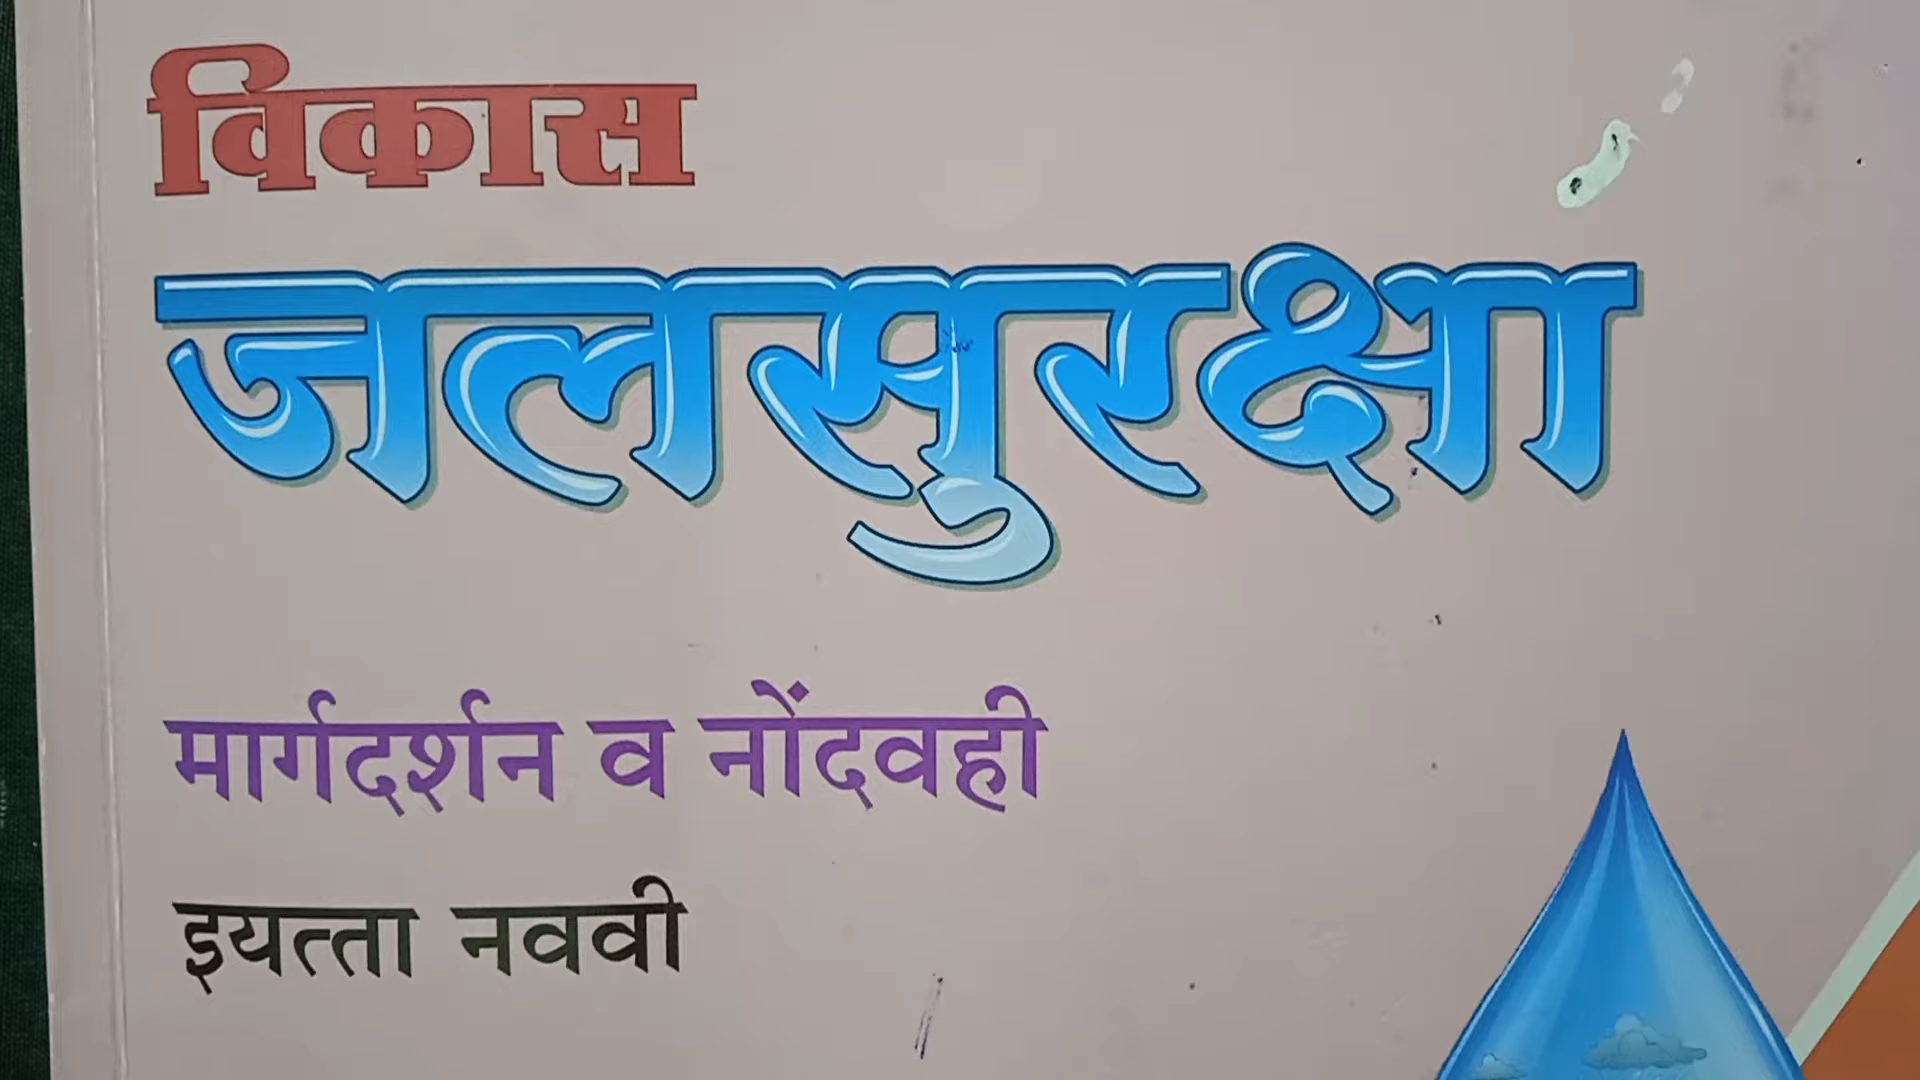 विकास
जलसुरक्षा
मार्गदर्शन व नोंदवही
इयत्ता नववी